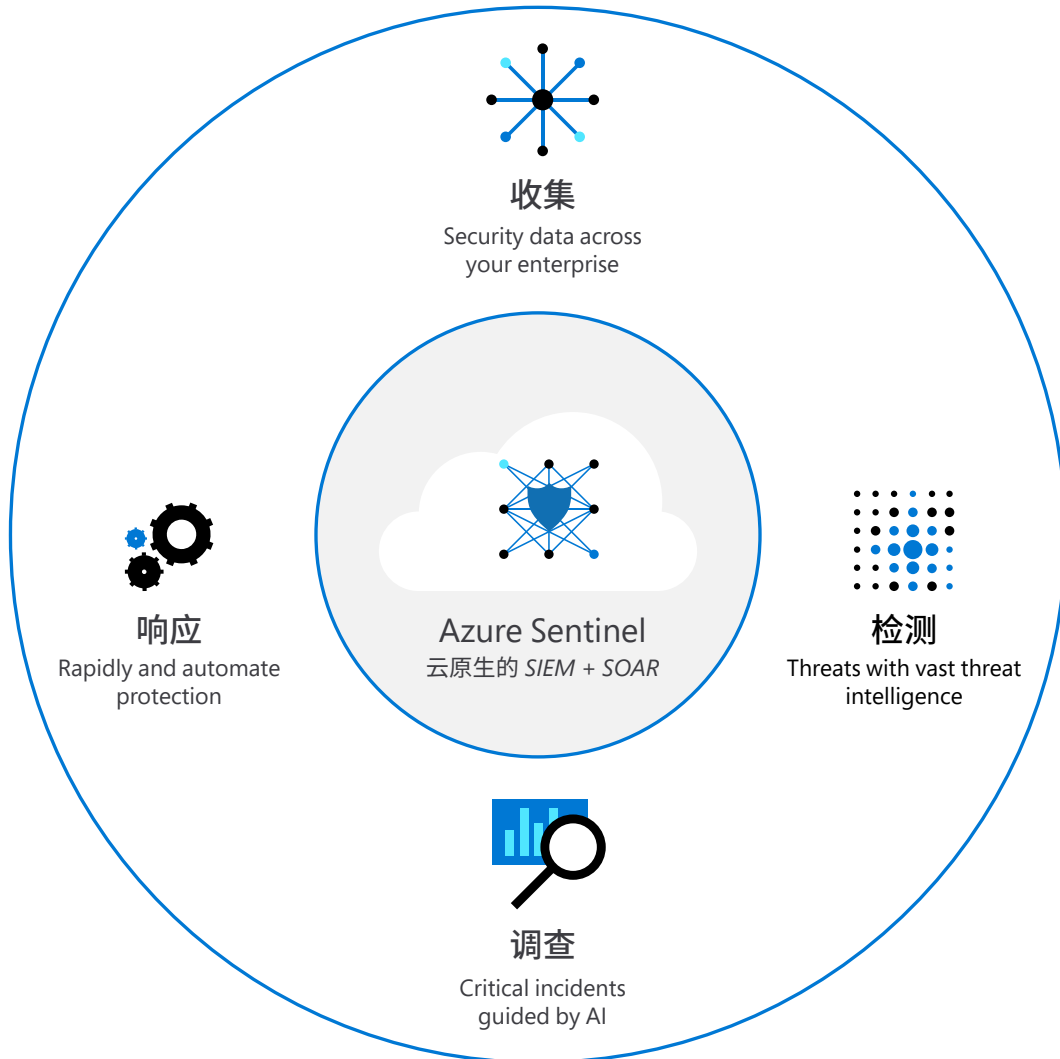 收集
Security data across
your enterprise
响应
Rapidly and automate
protection
Azure Sentinel
云原生的 SIEM + SOAR
检测
Threats with vast threat
intelligence
调查
Critical incidents
guided by AI